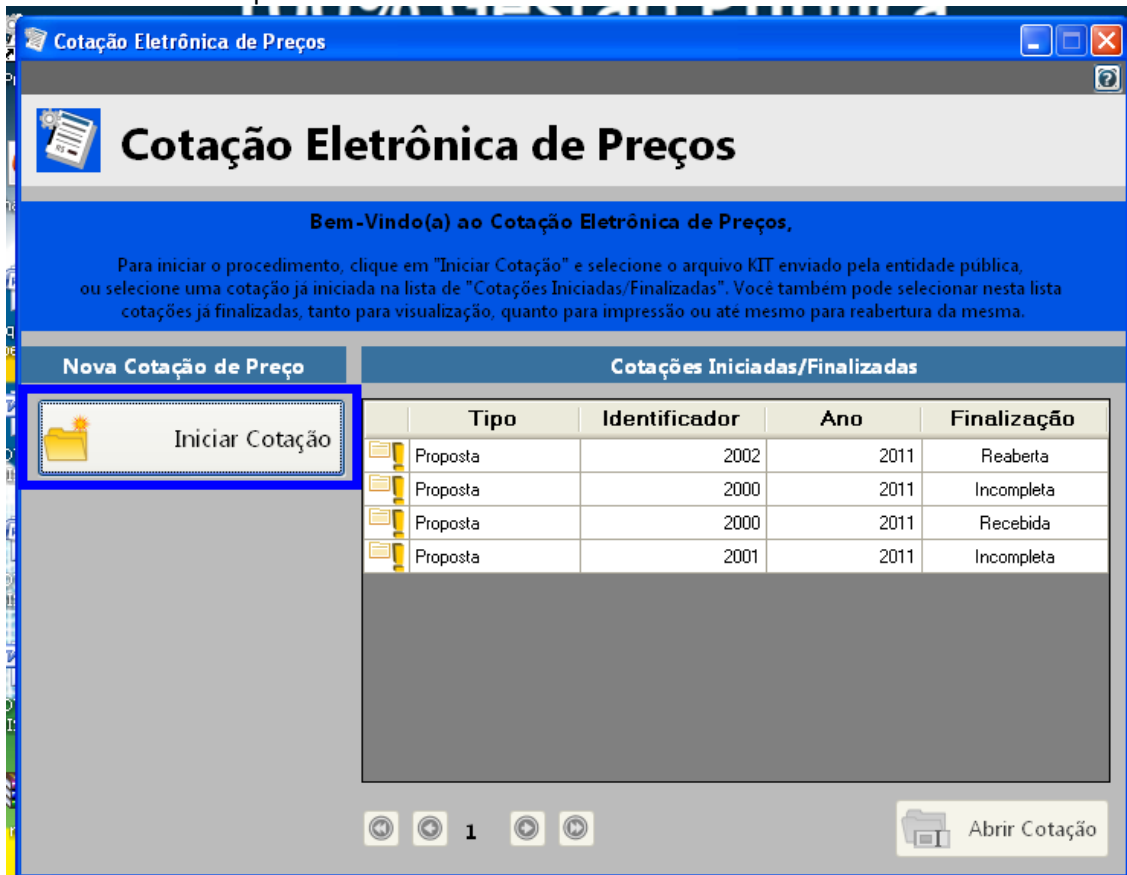 100% Gestão Pública
Cotação Eletrônica de Preços
Cotação Eletrônica de Preços
Bem-Vindo(a) ao Cotação Eletrônica de Preços,
Para iniciar o procedimento, clique em "Iniciar Cotação" e selecione o arquivo KIT enviado pela entidade pública,
ou selecione uma cotação já iniciada na lista de "Cotações Iniciadas/Finalizadas". Você também pode selecionar nesta lista
cotações já finalizadas, tanto para visualização, quanto para impressão ou até mesmo para reabertura da mesma.
Nova Cotação de Preço
Cotações Iniciadas/Finalizadas
Iniciar Cotação
Tipo Identificador Ano Finalização
Proposta 2002 2011 Reaberta
Proposta 2000 2011 Incompleta
Proposta 2000 2011 Recebida
Proposta 2001 2011 Incompleta
1
Abrir Cotação